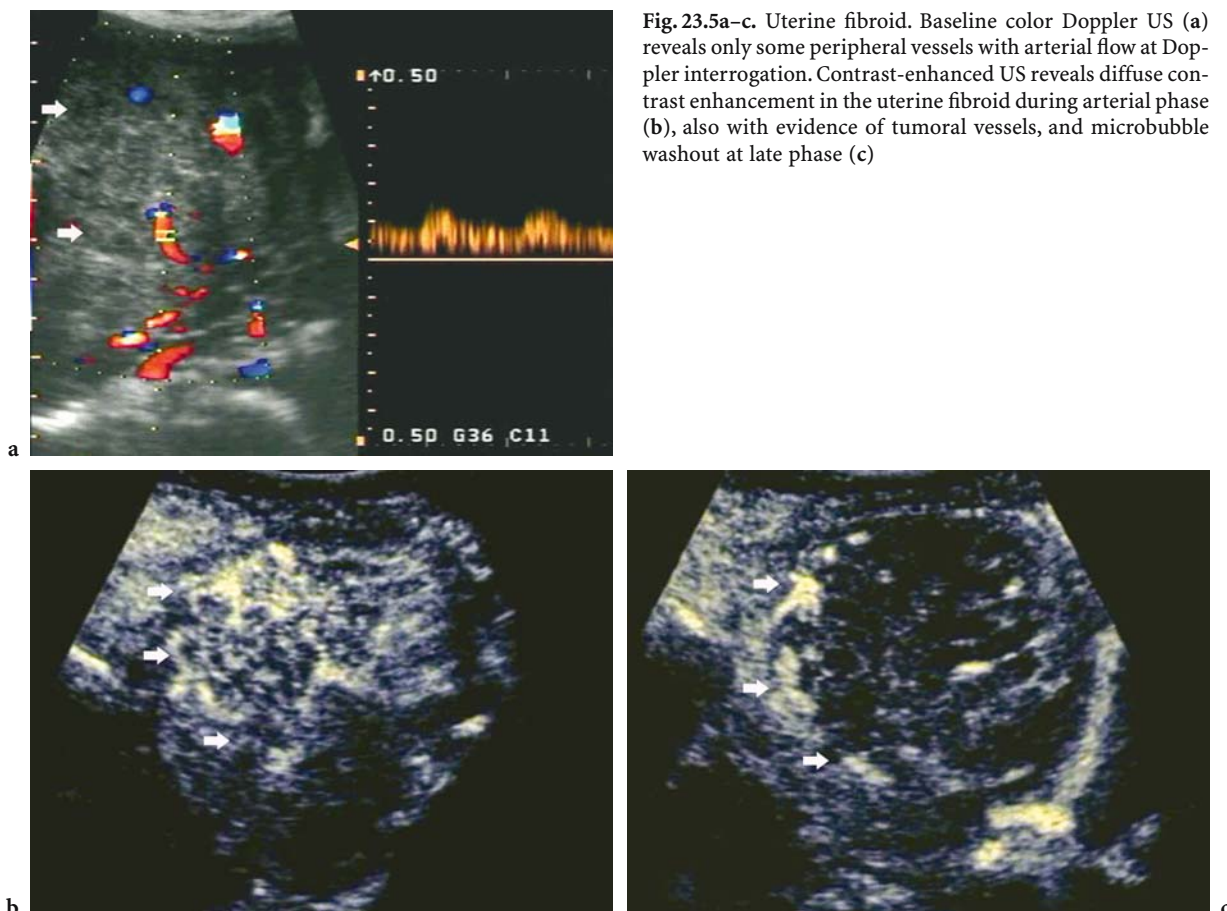 Fig. 23.5a–c. Uterine fibroid. Baseline color Doppler US (a)
reveals only some peripheral vessels with arterial flow at Dop-
pler interrogation. Contrast-enhanced US reveals diffuse con-
trast enhancement in the uterine fibroid during arterial phase
(b), also with evidence of tumoral vessels, and microbubble
washout at late phase (c)
0.50
0.50 G36 C11
a
b
c